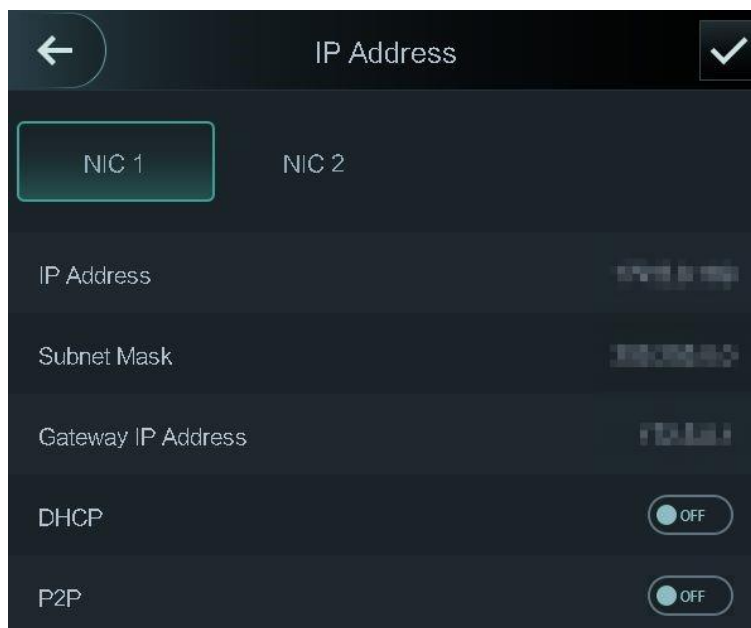 IP Address
NIC 1 NIC 2
IP Address
Subnet Mask
Gateway IP Address
DHCP OFF
P2P OFF